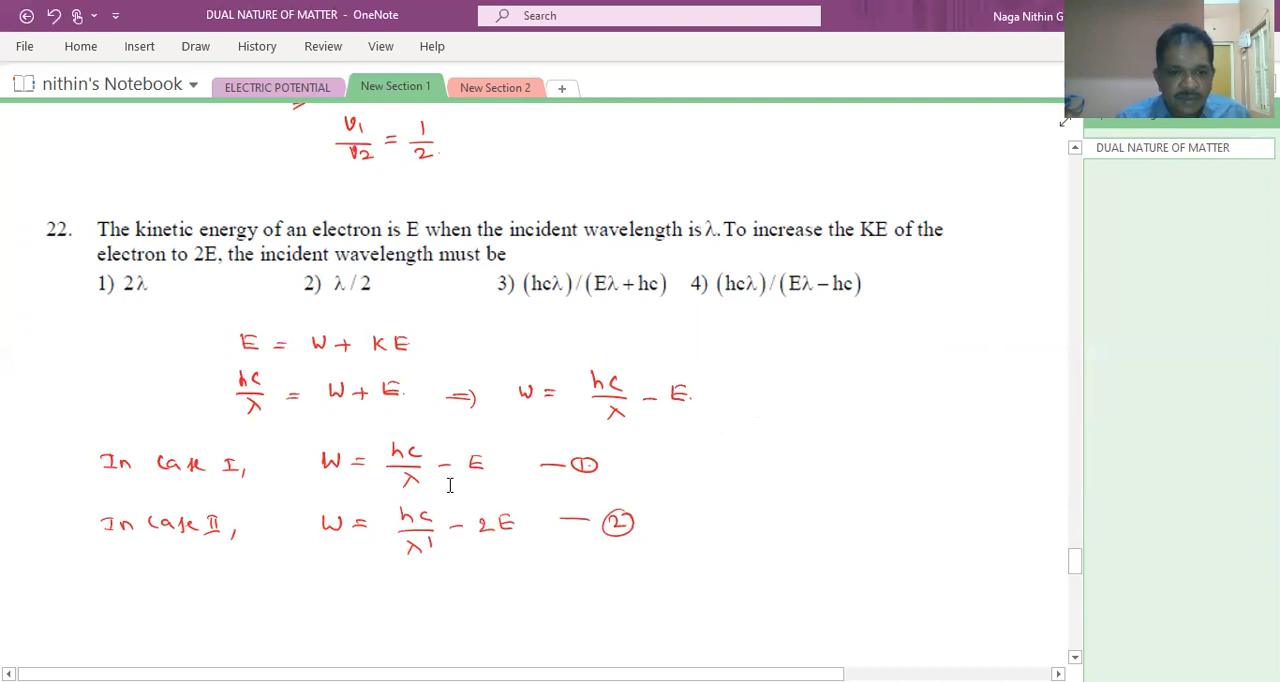 DUAL NATURE OF MATTER - OneNote
Search
Naga Nithin G
File Home Insert Draw History Review View Help
nithin's Notebook
ELECTRIC POTENTIAL
New Section 1
New Section 2
DUAL NATURE OF MATTER
ν₁/ν₂ = 1/2
22. The kinetic energy of an electron is E when the incident wavelength is λ. To increase the KE of the
electron to 2E, the incident wavelength must be
1) 2λ 2) λ / 2 3) (hcλ)/(Eλ + hc) 4) (hcλ)/(Eλ − hc)
E = W + KE
hc/λ = W + E. ⇒ W = hc/λ − E.
In case I, W = hc/λ − E —①
In case II, W = hc/λ' − 2E —②